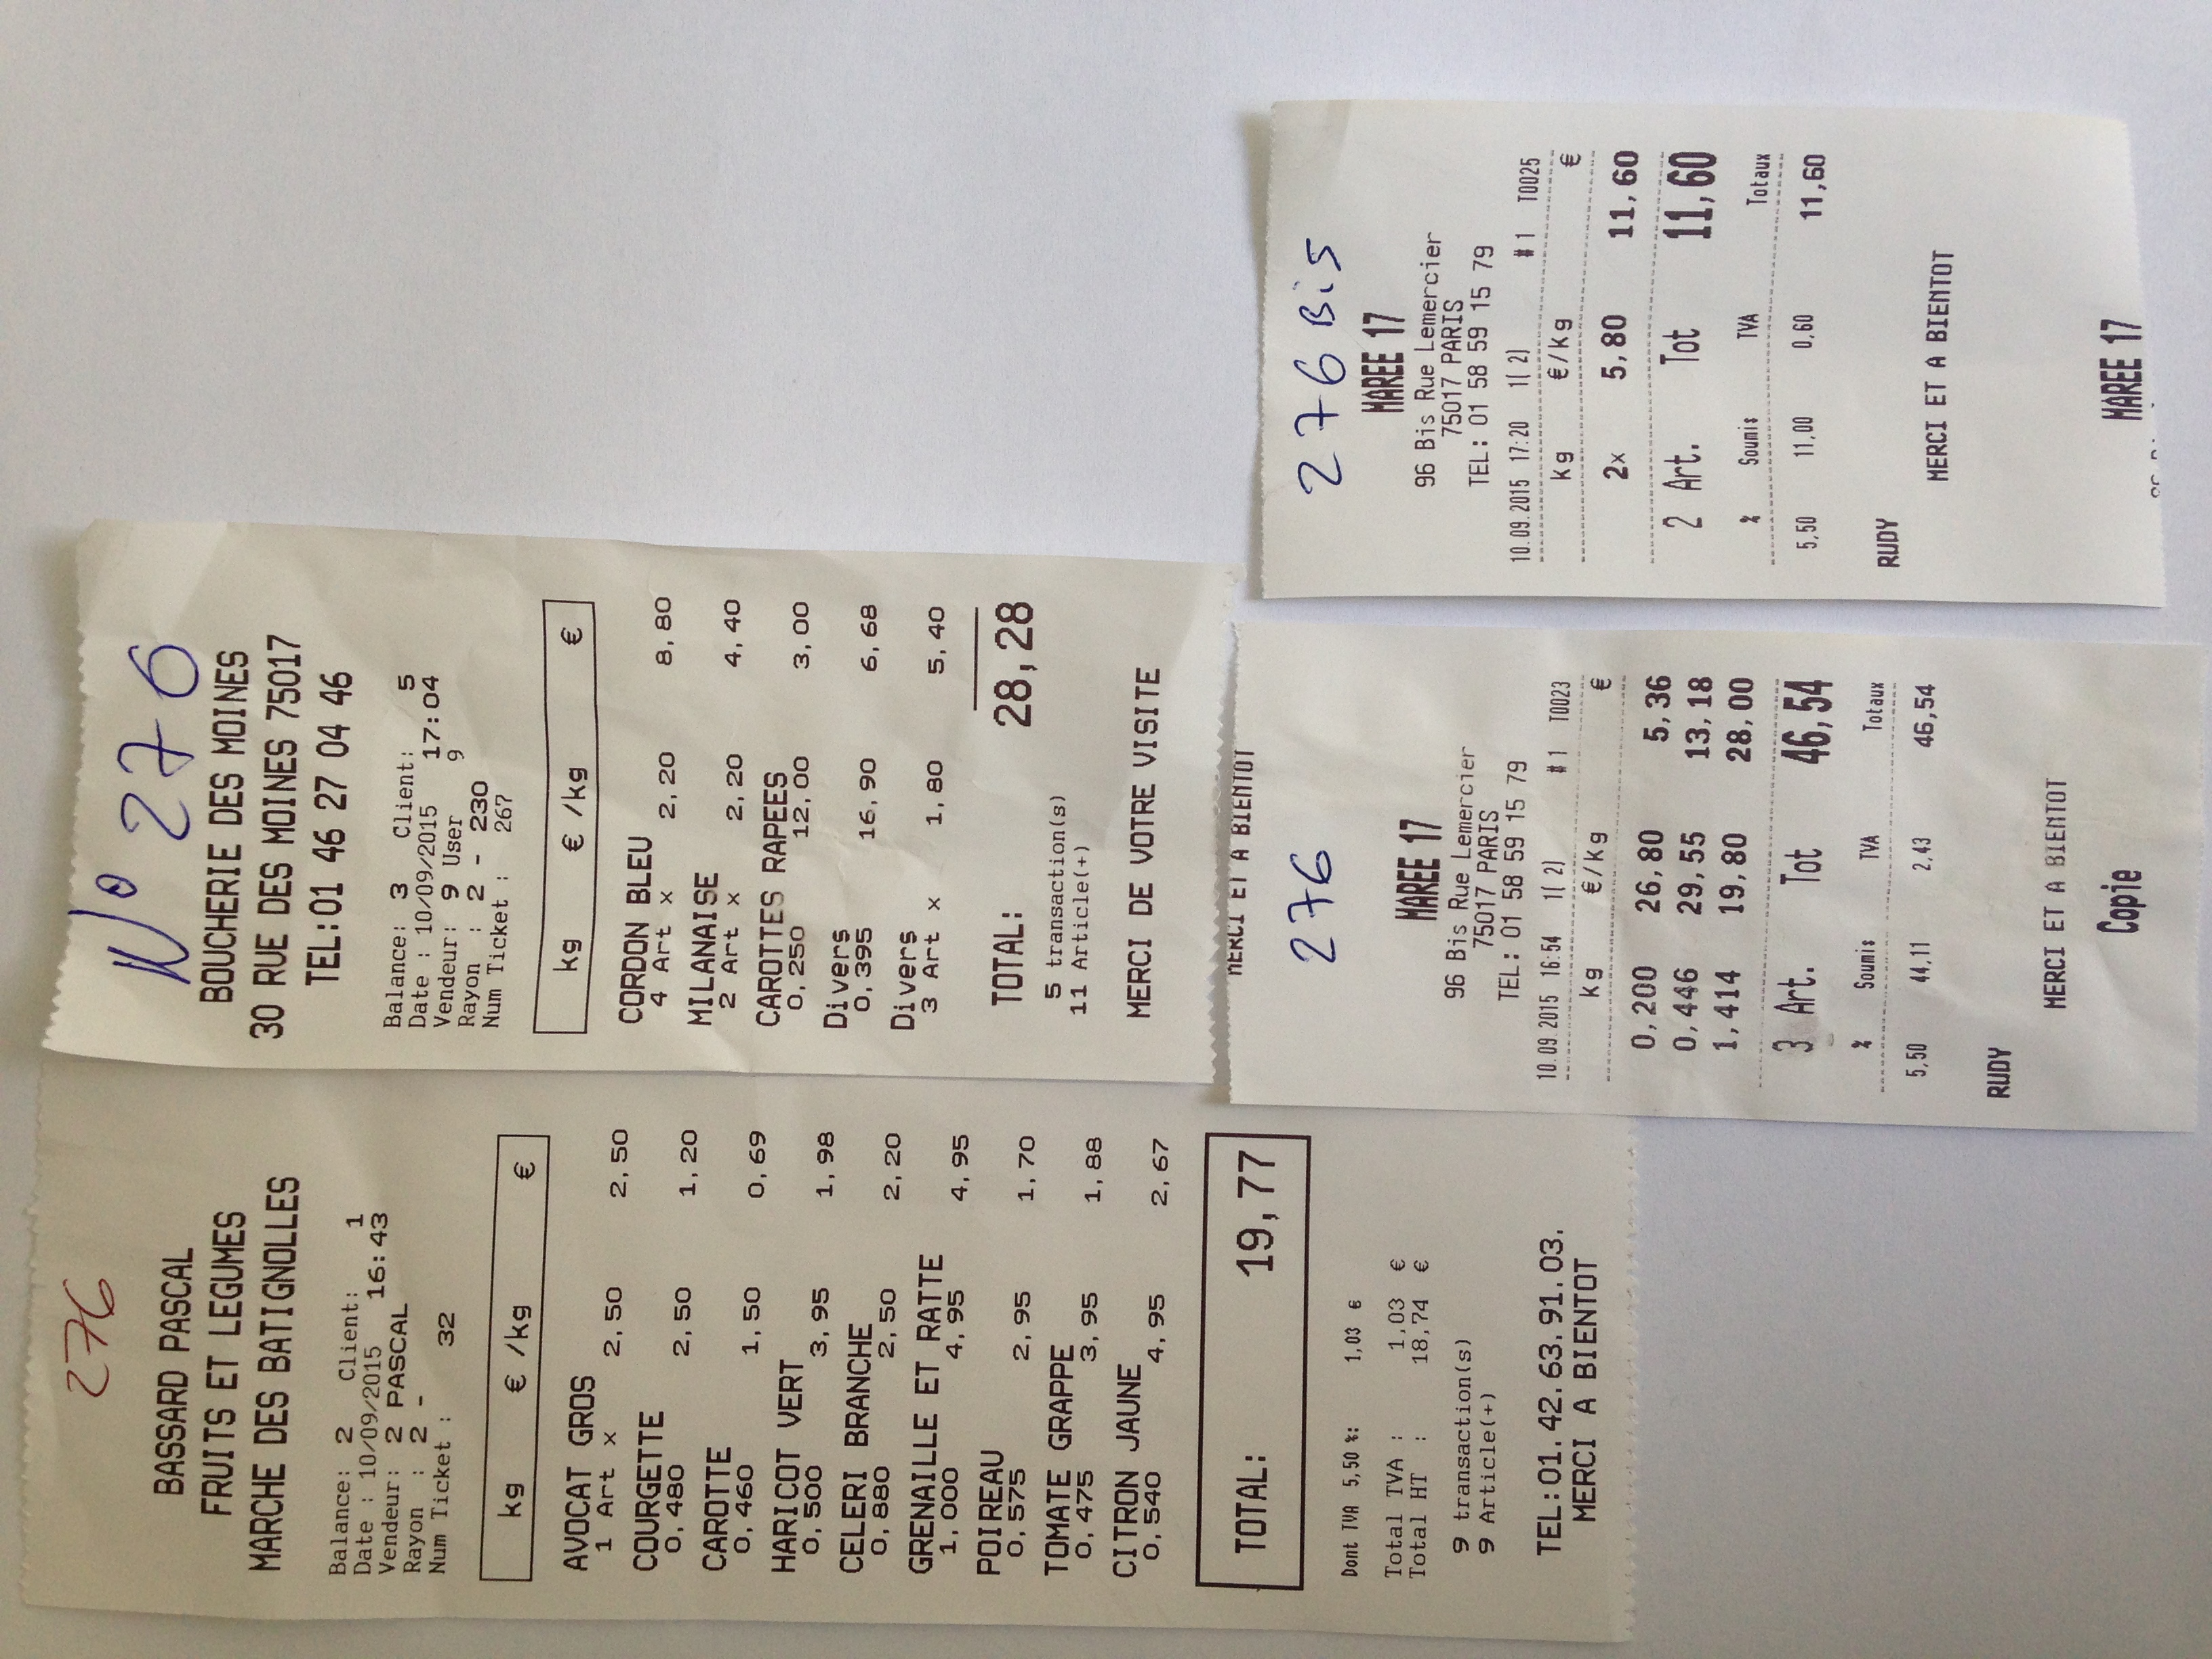 276
BASSARD PASCAL
FRUITS ET LEGUMES
MARCHE DES BATIGNOLLES
Balance: 2 Client: 1
Date : 10/09/2015 16:43
Vendeur: 2 PASCAL
Rayon : 2 -
Num Ticket : 32
kg € /kg €
AVOCAT GROS
1 Art x 2,50 2,50
COURGETTE
0,480 2,50 1,20
CAROTTE
0,460 1,50 0,69
HARICOT VERT
0,500 3,95 1,98
CELERI BRANCHE
0,880 2,50 2,20
GRENAILLE ET RATTE
1,000 4,95 4,95
POIREAU
0,575 2,95 1,70
TOMATE GRAPPE
0,475 3,95 1,88
CITRON JAUNE
0,540 4,95 2,67
TOTAL: 19,77
Dont TVA 5,50 %: 1,03 €
Total TVA : 1,03 €
Total HT : 18,74 €
9 transaction(s)
9 Article(+)
TEL:01.42.63.91.03.
MERCI A BIENTOT
N° 276
BOUCHERIE DES MOINES
30 RUE DES MOINES 75017
TEL:01 46 27 04 46
Balance: 3 Client: 5
Date : 10/09/2015 17:04
Vendeur: 9 User 9
Rayon : 2 - 230
Num Ticket : 267
kg € /kg €
CORDON BLEU
4 Art x 2,20 8,80
MILANAISE
2 Art x 2,20 4,40
CAROTTES RAPEES
0,250 12,00 3,00
Divers
0,395 16,90 6,68
Divers
3 Art x 1,80 5,40
TOTAL: 28,28
5 transaction(s)
11 Article(+)
MERCI DE VOTRE VISITE
MERCI ET A BIENTOT
276
MAREE 17
96 Bis Rue Lemercier
75017 PARIS
TEL: 01 58 59 15 79
10.09.2015 16:54 1( 2) # 1 T0023
kg €/kg €
0,200 26,80 5,36
0,446 29,55 13,18
1,414 19,80 28,00
3 Art. Tot 46,54
% Soumis TVA Totaux
5,50 44,11 2,43 46,54
RUDY
MERCI ET A BIENTOT
Copie
276 Bis
MAREE 17
96 Bis Rue Lemercier
75017 PARIS
TEL: 01 58 59 15 79
10.09.2015 17:20 1( 2) # 1 T0025
kg €/kg €
2x 5,80 11,60
2 Art. Tot 11,60
% Soumis TVA Totaux
5,50 11,00 0,60 11,60
RUDY
MERCI ET A BIENTOT
MAREE 17